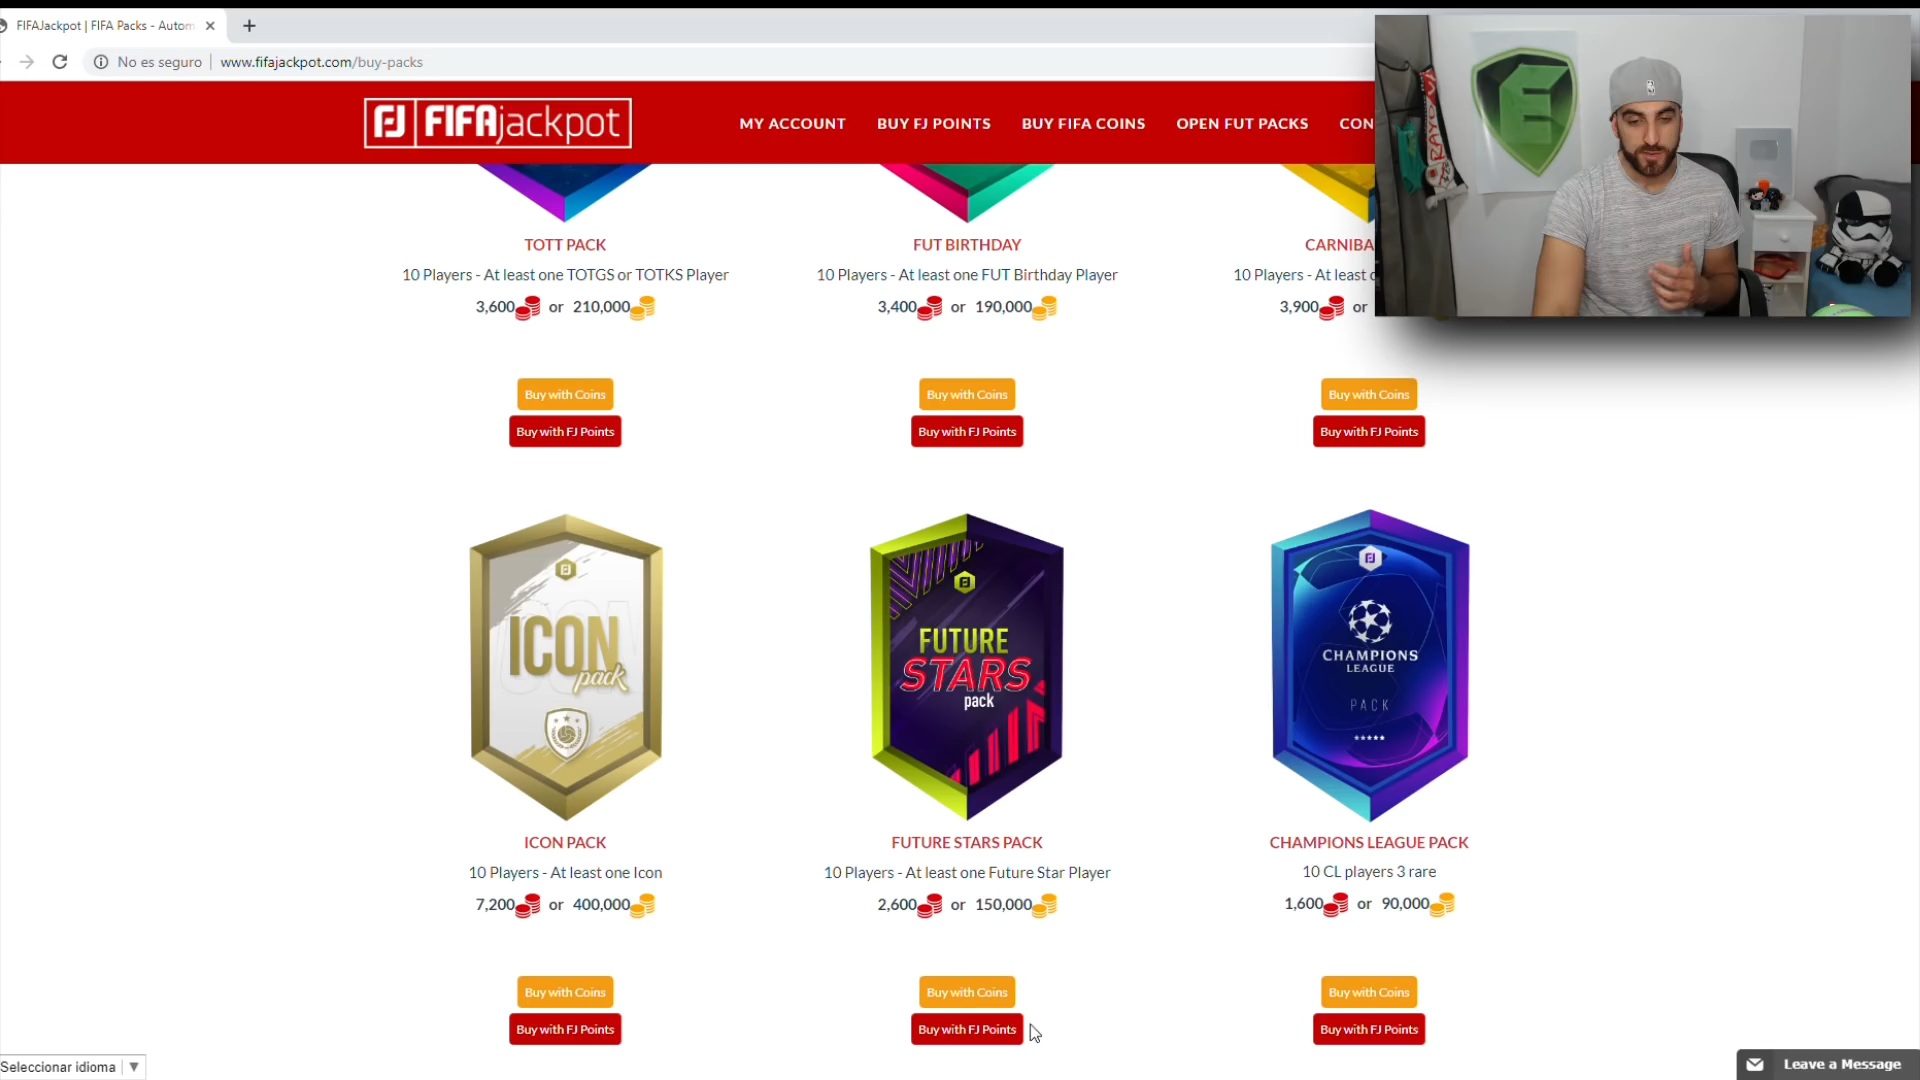 FIFAJackpot | FIFA Packs - Autom
No es seguro | www.fifajackpot.com/buy-packs
FJ FIFAjackpot
MY ACCOUNT
BUY FJ POINTS
BUY FIFA COINS
OPEN FUT PACKS
CON
E
RAYO
TOTT PACK
10 Players - At least one TOTGS or TOTKS Player
3,600 or 210,000
Buy with Coins
Buy with FJ Points
FUT BIRTHDAY
10 Players - At least one FUT Birthday Player
3,400 or 190,000
Buy with Coins
Buy with FJ Points
CARNIBA
10 Players - At least
3,900 or
Buy with Coins
Buy with FJ Points
FJ
ICON
pack
ICON PACK
10 Players - At least one Icon
7,200 or 400,000
Buy with Coins
Buy with FJ Points
FJ
FUTURE
STARS
pack
FUTURE STARS PACK
10 Players - At least one Future Star Player
2,600 or 150,000
Buy with Coins
Buy with FJ Points
FJ
CHAMPIONS
LEAGUE
PACK
CHAMPIONS LEAGUE PACK
10 CL players 3 rare
1,600 or 90,000
Buy with Coins
Buy with FJ Points
Seleccionar idioma
Leave a Message